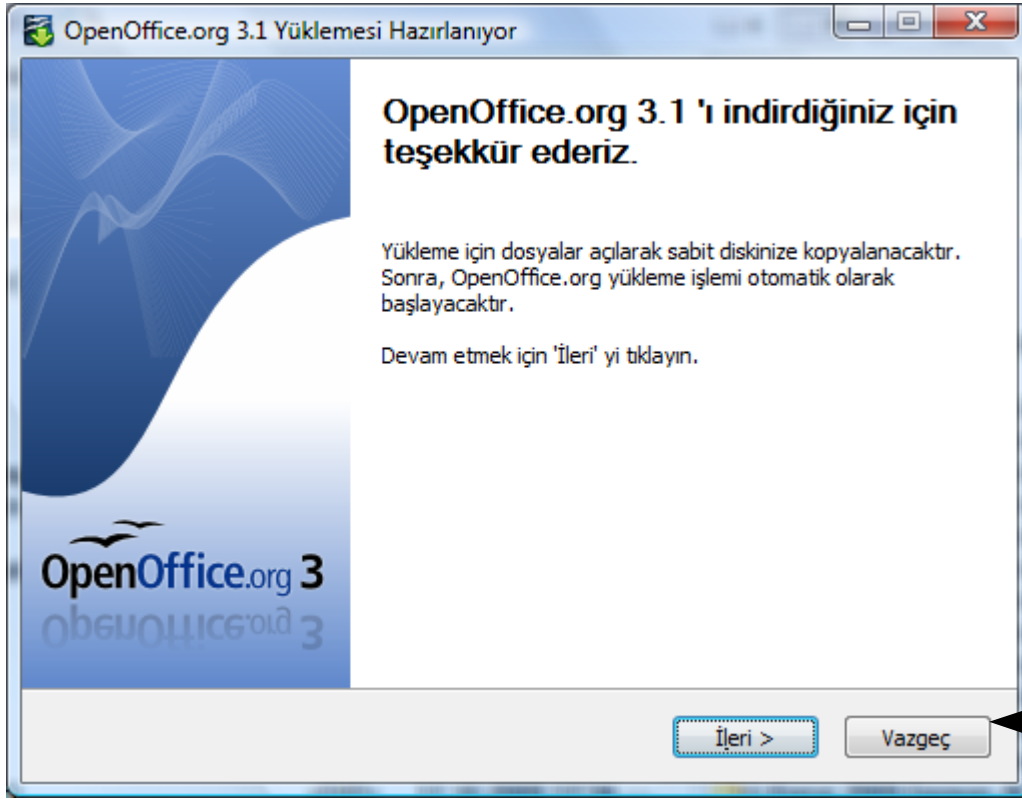 OpenOffice.org 3.1 Yüklemesi Hazırlanıyor
OpenOffice.org 3.1 'ı indirdiğiniz için
teşekkür ederiz.
Yükleme için dosyalar açılarak sabit diskinize kopyalanacaktır.
Sonra, OpenOffice.org yükleme işlemi otomatik olarak
başlayacaktır.
Devam etmek için 'İleri' yi tıklayın.
OpenOffice.org 3
İleri >
Vazgeç